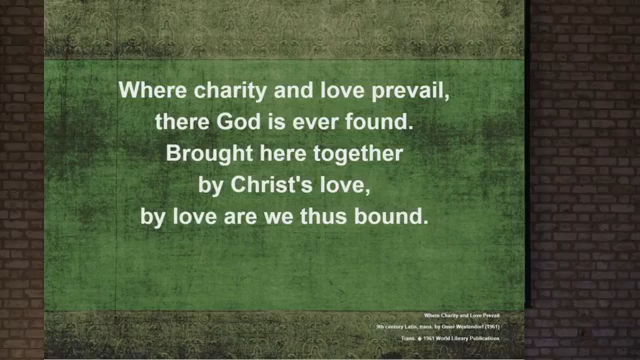 Where charity and love prevail,
there God is ever found.
Brought here together
by Christ's love,
by love are we thus bound.
Where Charity and Love Prevail
9th century Latin, trans. by Omer Westendorf (1961)
Trans. � 1961 World Library Publications